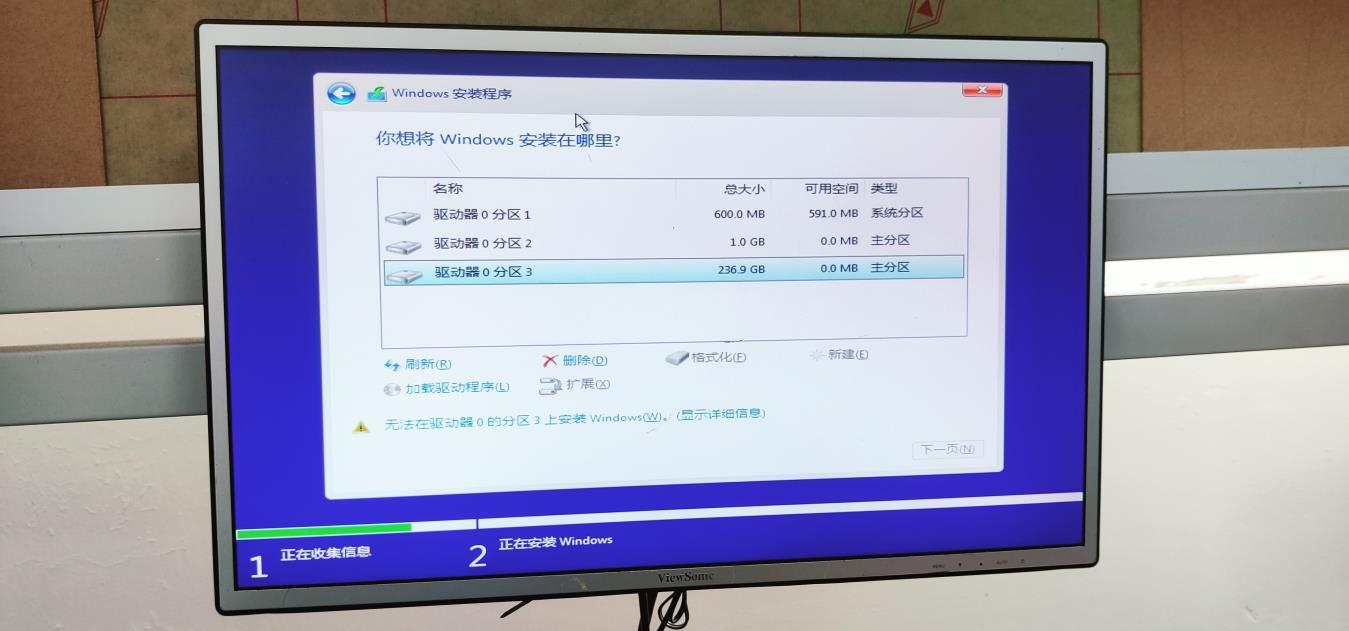 Windows 安装程序
你想将 Windows 安装在哪里?
名称 总大小 可用空间 类型
驱动器 0 分区 1 600.0 MB 591.0 MB 系统分区
驱动器 0 分区 2 1.0 GB 0.0 MB 主分区
驱动器 0 分区 3 236.9 GB 0.0 MB 主分区
刷新(R) 删除(D) 格式化(F) 新建(E)
加载驱动程序(L) 扩展(X)
无法在驱动器 0 的分区 3 上安装 Windows(W)。(显示详细信息)
下一页(N)
1 正在收集信息 2 正在安装 Windows
ViewSonic
MENU AUTO